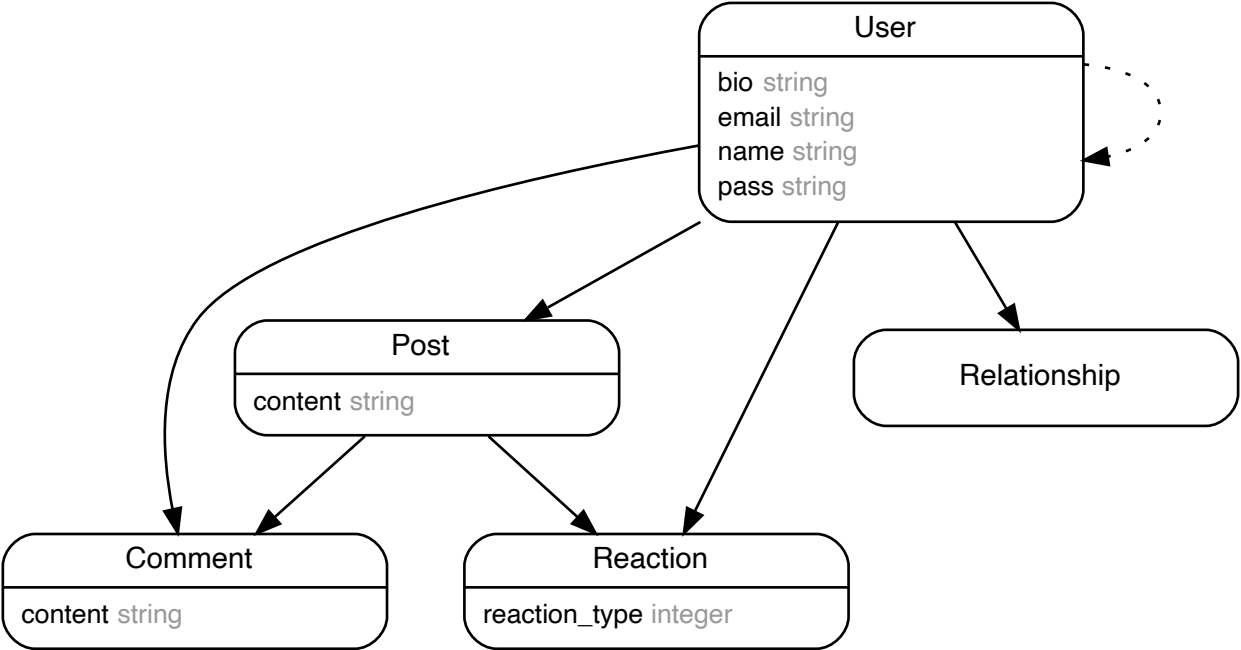 User
bio string
email string
name string
pass string
Post
content string
Relationship
Comment
content string
Reaction
reaction_type integer